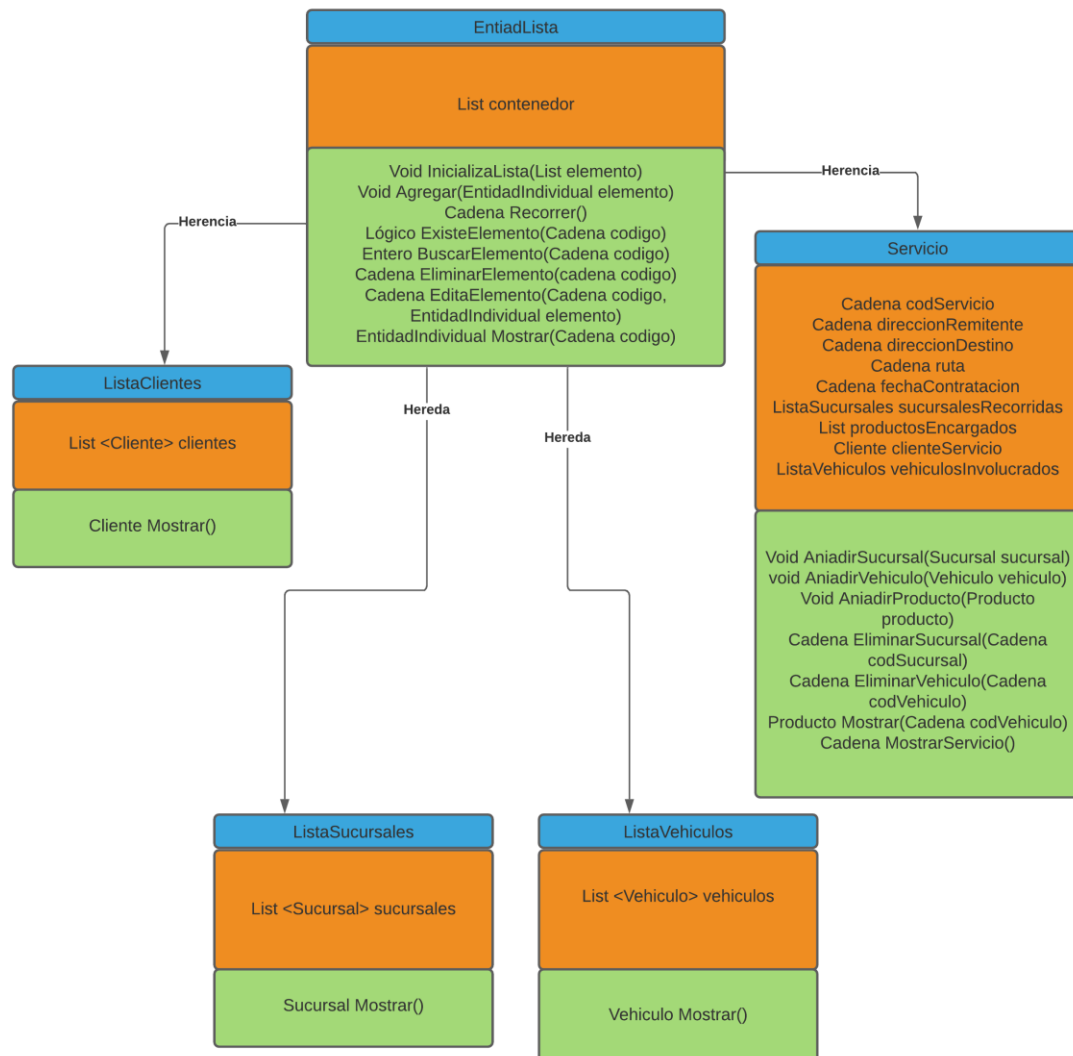 EntiadLista
List contenedor
Void InicializaLista(List elemento)
Void Agregar(EntidadIndividual elemento)
Cadena Recorrer()
Lógico ExisteElemento(Cadena codigo)
Entero BuscarElemento(Cadena codigo)
Cadena EliminarElemento(cadena codigo)
Cadena EditaElemento(Cadena codigo,
EntidadIndividual elemento)
EntidadIndividual Mostrar(Cadena codigo)
Herencia
Herencia
Hereda
Hereda
ListaClientes
List <Cliente> clientes
Cliente Mostrar()
Servicio
Cadena codServicio
Cadena direccionRemitente
Cadena direccionDestino
Cadena ruta
Cadena fechaContratacion
ListaSucursales sucursalesRecorridas
List productosEncargados
Cliente clienteServicio
ListaVehiculos vehiculosInvolucrados
Void AniadirSucursal(Sucursal sucursal)
void AniadirVehiculo(Vehiculo vehiculo)
Void AniadirProducto(Producto
producto)
Cadena EliminarSucursal(Cadena
codSucursal)
Cadena EliminarVehiculo(Cadena
codVehiculo)
Producto Mostrar(Cadena codVehiculo)
Cadena MostrarServicio()
ListaSucursales
List <Sucursal> sucursales
Sucursal Mostrar()
ListaVehiculos
List <Vehiculo> vehiculos
Vehiculo Mostrar()